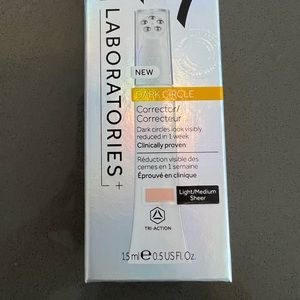 7
LABORATORIES+
NEW
DARK CIRCLE
Corrector/
Correcteur
Dark circles look visibly
reduced in 1 week
Clinically proven
Réduction visible des
cernes en 1 semaine
Éprouvé en clinique
Light/Medium
Sheer
TRI-ACTION
15 ml ℮ 0.5 US Fl. Oz.